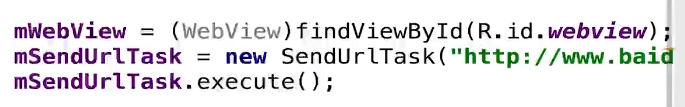 mWebView = (WebView)findViewById(R.id.webview);
mSendUrlTask = new SendUrlTask("http://www.baid
mSendUrlTask.execute();